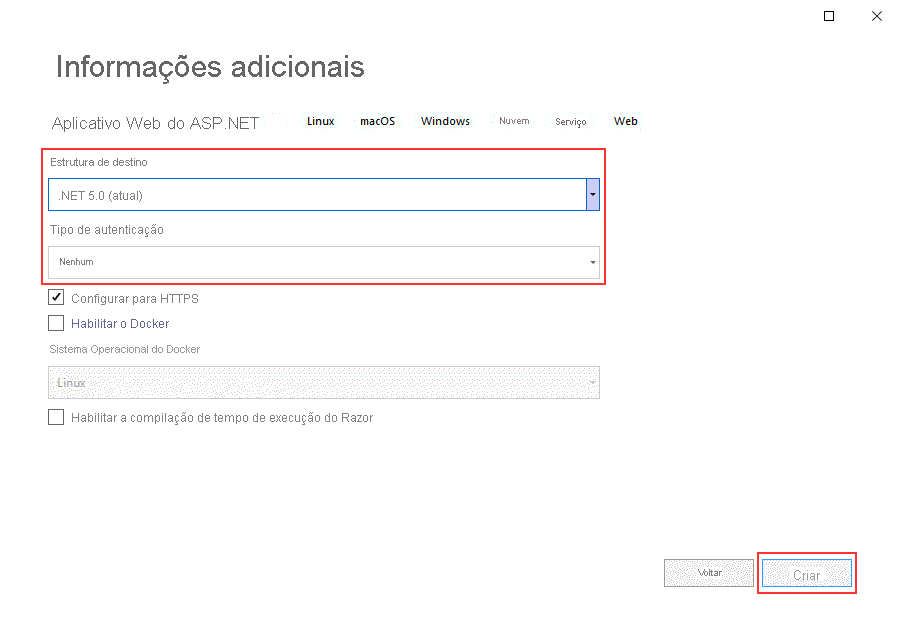 Informações adicionais
Aplicativo Web do ASP.NET Linux macOS Windows Nuvem Serviço Web
Estrutura de destino
.NET 5.0 (atual)
Tipo de autenticação
Nenhum
Configurar para HTTPS
Habilitar o Docker
Sistema Operacional do Docker
Linux
Habilitar a compilação de tempo de execução do Razor
Voltar Criar